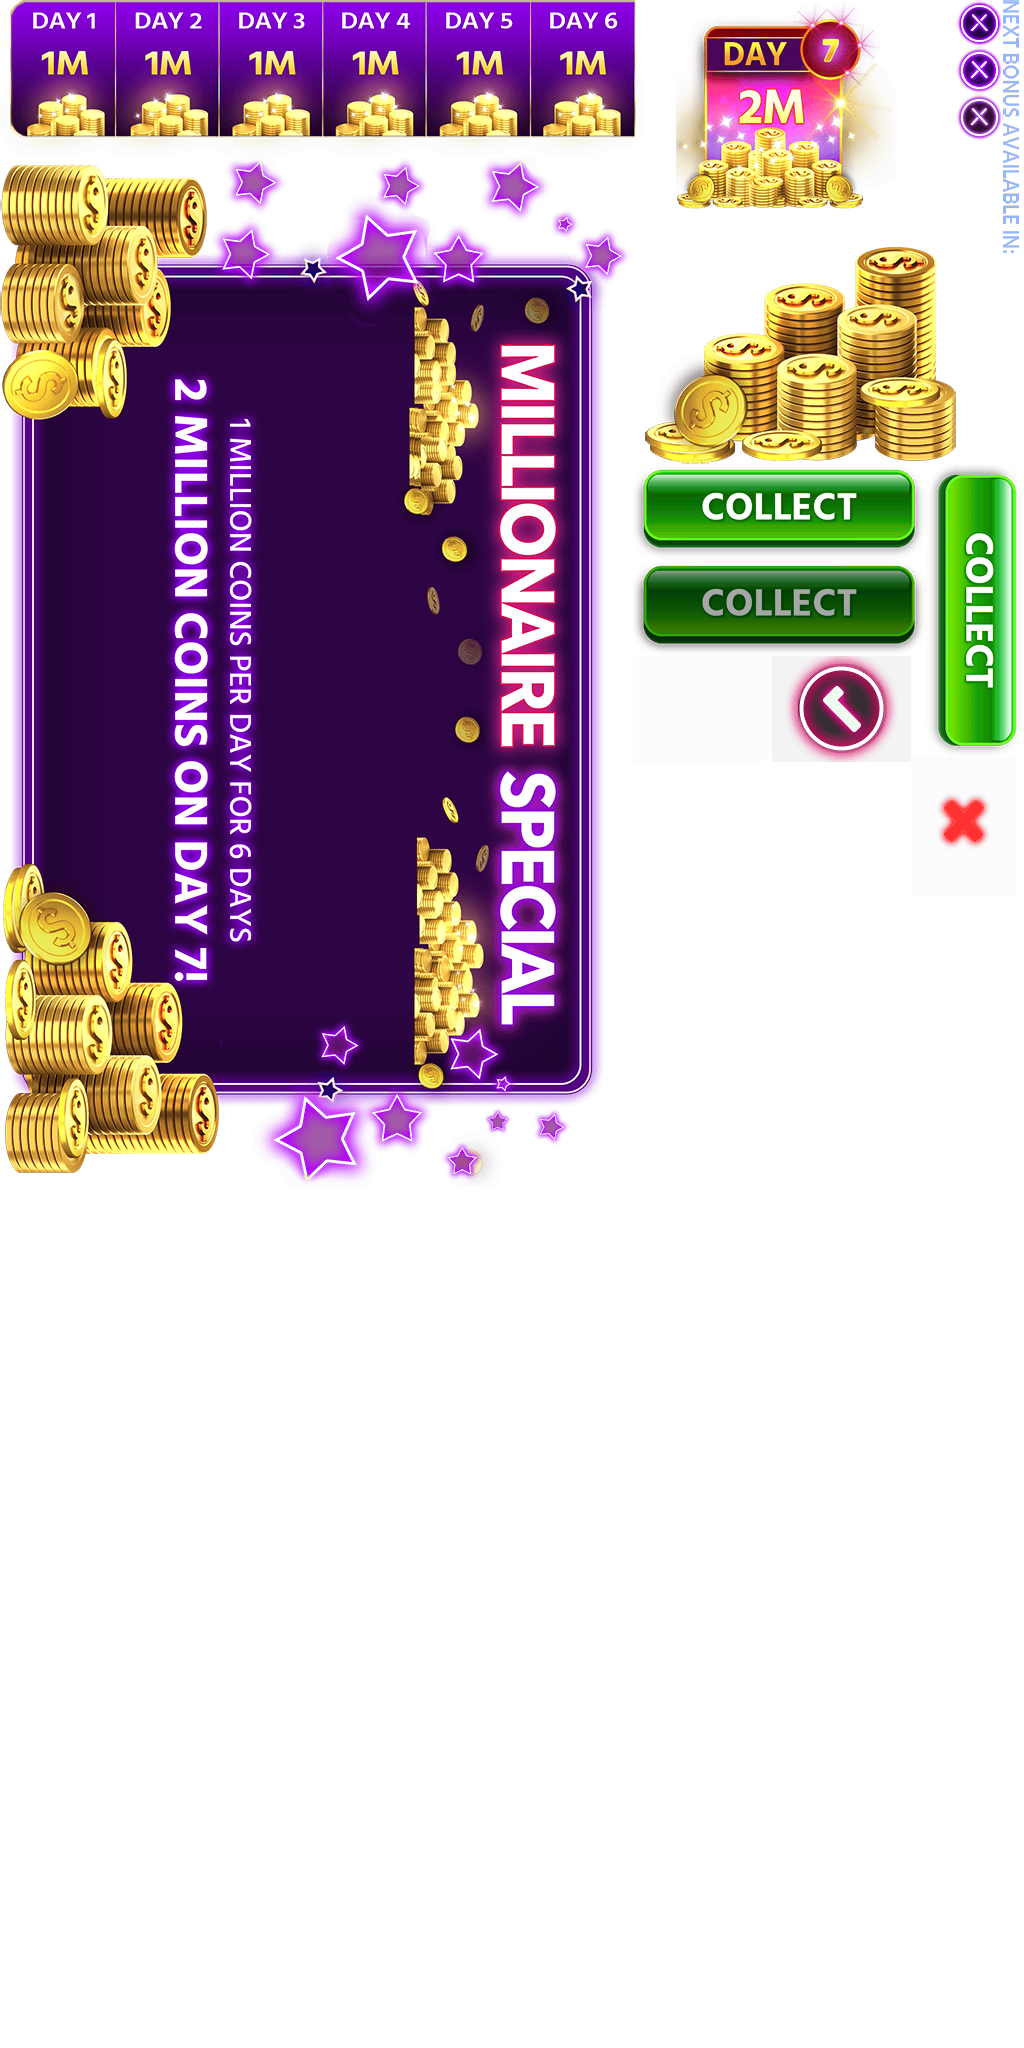 DAY 1
1M
DAY 2
1M
DAY 3
1M
DAY 4
1M
DAY 5
1M
DAY 6
1M
DAY 7
2M
NEXT BONUS AVAILABLE IN:
MILLIONAIRE SPECIAL
1 MILLION COINS PER DAY FOR 6 DAYS
2 MILLION COINS ON DAY 7!
COLLECT
COLLECT
COLLECT